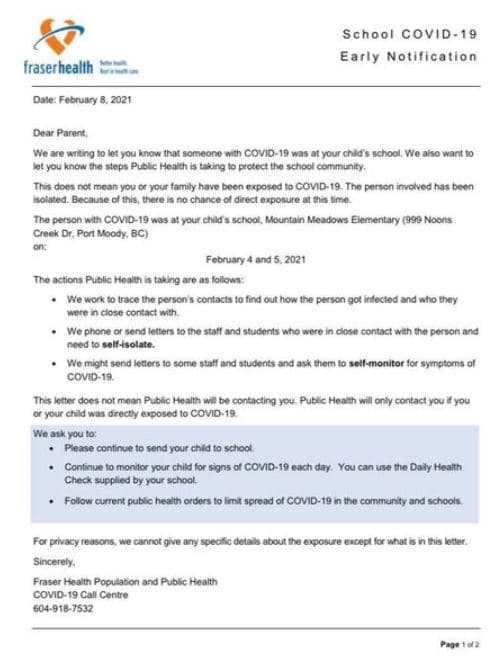 School COVID-19
Early Notification
fraserhealth
Better health.
Best in health care.
Date: February 8, 2021
Dear Parent,
We are writing to let you know that someone with COVID-19 was at your child's school. We also want to
let you know the steps Public Health is taking to protect the school community.
This does not mean you or your family have been exposed to COVID-19. The person involved has been
isolated. Because of this, there is no chance of direct exposure at this time.
The person with COVID-19 was at your child's school, Mountain Meadows Elementary (999 Noons
Creek Dr, Port Moody, BC)
on:
February 4 and 5, 2021
The actions Public Health is taking are as follows:
• We work to trace the person's contacts to find out how the person got infected and who they
were in close contact with.
• We phone or send letters to the staff and students who were in close contact with the person and
need to self-isolate.
• We might send letters to some staff and students and ask them to self-monitor for symptoms of
COVID-19.
This letter does not mean Public Health will be contacting you. Public Health will only contact you if you
or your child was directly exposed to COVID-19.
We ask you to:
• Please continue to send your child to school.
• Continue to monitor your child for signs of COVID-19 each day. You can use the Daily Health
Check supplied by your school.
• Follow current public health orders to limit spread of COVID-19 in the community and schools.
For privacy reasons, we cannot give any specific details about the exposure except for what is in this letter.
Sincerely,
Fraser Health Population and Public Health
COVID-19 Call Centre
604-918-7532
Page 1 of 2